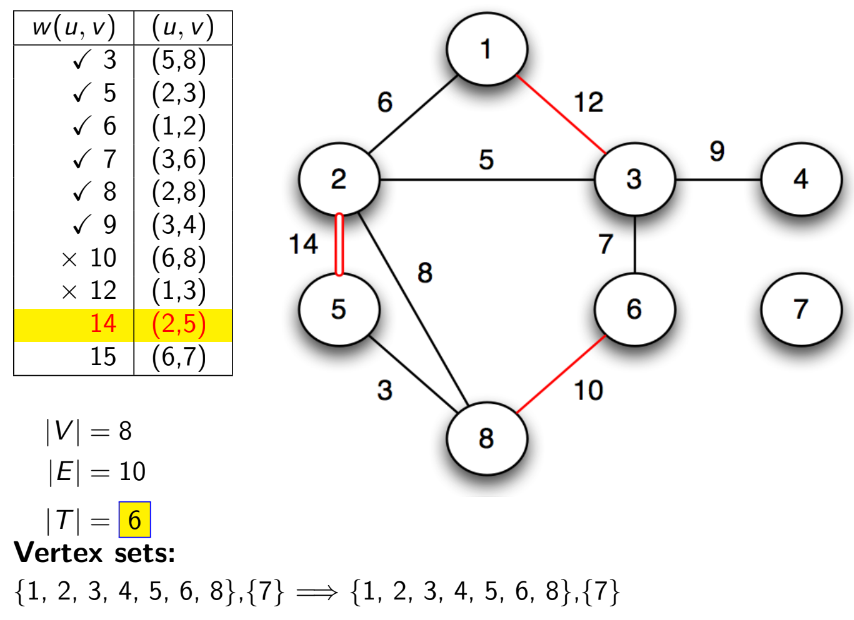 w(u, v) (u, v)
✓ 3 (5,8)
✓ 5 (2,3)
✓ 6 (1,2)
✓ 7 (3,6)
✓ 8 (2,8)
✓ 9 (3,4)
× 10 (6,8)
× 12 (1,3)
14 (2,5)
15 (6,7)
1
6 12
2 5 3 9 4
14 8 7
5 6 7
3 10
8
|V| = 8
|E| = 10
|T| = 6
Vertex sets:
{1, 2, 3, 4, 5, 6, 8},{7} ⟹ {1, 2, 3, 4, 5, 6, 8},{7}